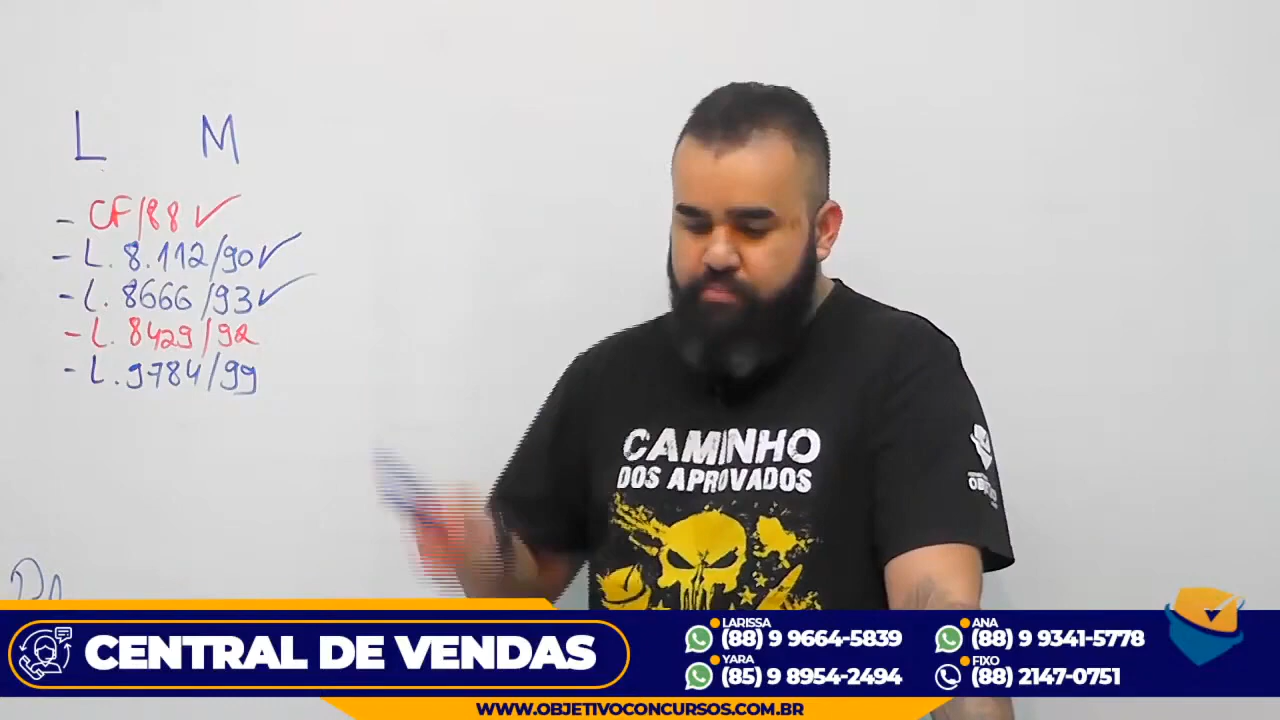 L M
- CF/88 ✓
- L. 8.112/90 ✓
- L. 8666/93 ✓
- L. 8429/92
- L. 9784/99
CAMINHO
DOS APROVADOS
CENTRAL DE VENDAS
LARISSA
(88) 9 9664-5839
ANA
(88) 9 9341-5778
YARA
(85) 9 8954-2494
FIXO
(88) 2147-0751
WWW.OBJETIVOCONCURSOS.COM.BR